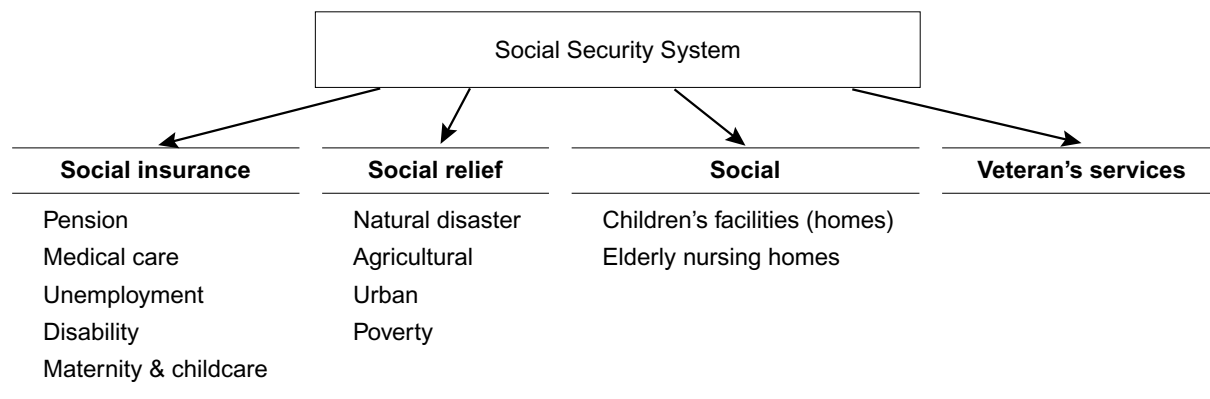 Social Security System
Social insurance
Pension
Medical care
Unemployment
Disability
Maternity & childcare
Social relief
Natural disaster
Agricultural
Urban
Poverty
Social
Children's facilities (homes)
Elderly nursing homes
Veteran's services